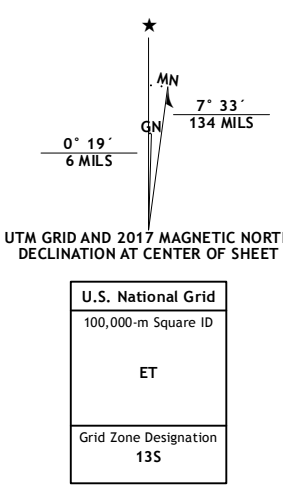 ★
MN
GN
7° 33´
134 MILS
0° 19´
6 MILS
UTM GRID AND 2017 MAGNETIC NORT
DECLINATION AT CENTER OF SHEET
U.S. National Grid
100,000-m Square ID
ET
Grid Zone Designation
13S